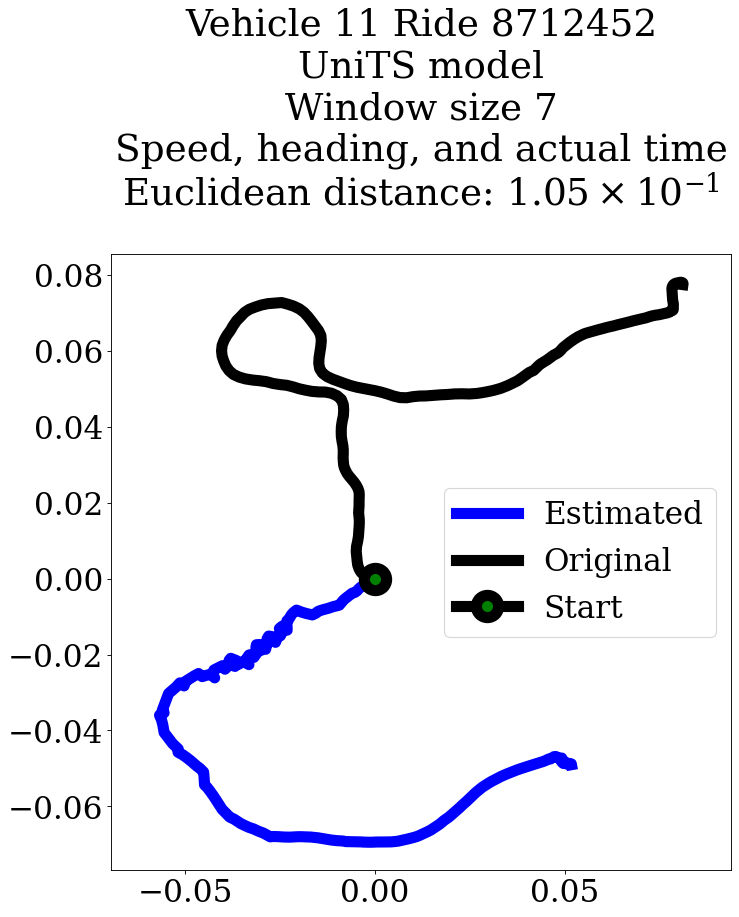 Vehicle 11 Ride 8712452
UniTS model
Window size 7
Speed, heading, and actual time
Euclidean distance: 1.05 × 10⁻¹
0.08
0.06
0.04
0.02
0.00
−0.02
−0.04
−0.06
Estimated
Original
Start
−0.05
0.00
0.05